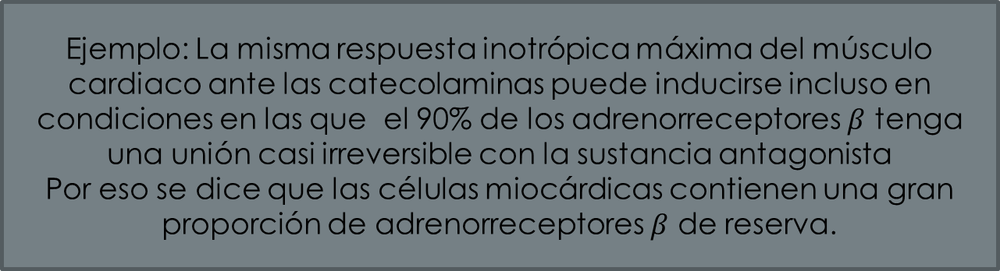 Ejemplo: La misma respuesta inotrópica máxima del músculo
cardiaco ante las catecolaminas puede inducirse incluso en
condiciones en las que el 90% de los adrenorreceptores β tenga
una unión casi irreversible con la sustancia antagonista
Por eso se dice que las células miocárdicas contienen una gran
proporción de adrenorreceptores β de reserva.